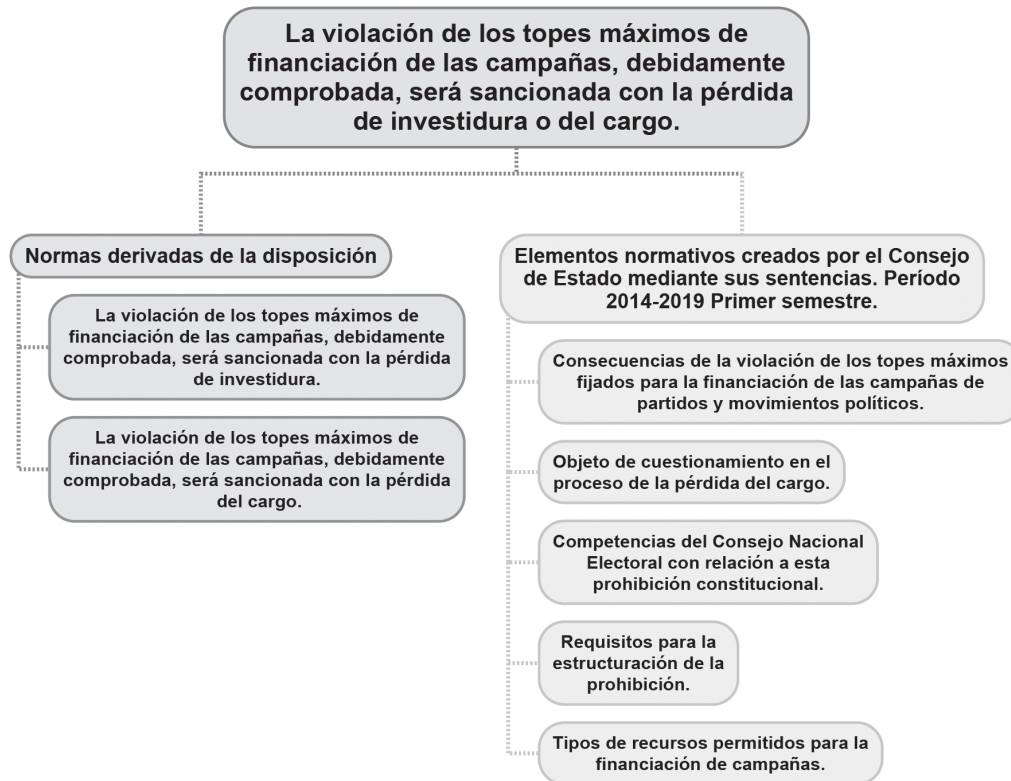 La violación de los topes máximos de
financiación de las campañas, debidamente
comprobada, será sancionada con la pérdida
de investidura o del cargo.
Normas derivadas de la disposición
La violación de los topes máximos de
financiación de las campañas, debidamente
comprobada, será sancionada con la pérdida
de investidura.
La violación de los topes máximos de
financiación de las campañas, debidamente
comprobada, será sancionada con la pérdida
del cargo.
Elementos normativos creados por el Consejo
de Estado mediante sus sentencias. Período
2014-2019 Primer semestre.
Consecuencias de la violación de los topes máximos
fijados para la financiación de las campañas de
partidos y movimientos políticos.
Objeto de cuestionamiento en el
proceso de la pérdida del cargo.
Competencias del Consejo Nacional
Electoral con relación a esta
prohibición constitucional.
Requisitos para la
estructuración de la
prohibición.
Tipos de recursos permitidos para la
financiación de campañas.